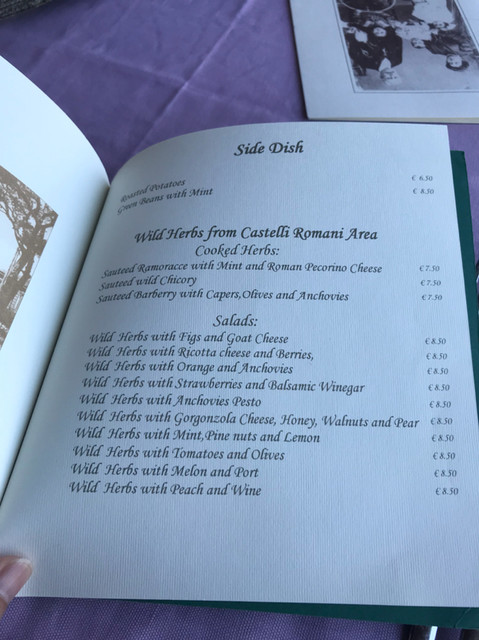 Side Dish
Roasted Potatoes € 6.50
Green Beans with Mint € 8.50
Wild Herbs from Castelli Romani Area
Cooked Herbs:
Sauteed Ramoracce with Mint and Roman Pecorino Cheese € 7.50
Sauteed wild Chicory € 7.50
Sauteed Barberry with Capers,Olives and Anchovies € 7.50
Salads:
Wild Herbs with Figs and Goat Cheese € 8.50
Wild Herbs with Ricotta cheese and Berries, € 8.50
Wild Herbs with Orange and Anchovies € 8.50
Wild Herbs with Strawberries and Balsamic Winegar € 8.50
Wild Herbs with Anchovies Pesto € 8.50
Wild Herbs with Gorgonzola Cheese, Honey, Walnuts and Pear € 8.50
Wild Herbs with Mint,Pine nuts and Lemon € 8.50
Wild Herbs with Tomatoes and Olives € 8.50
Wild Herbs with Melon and Port € 8.50
Wild Herbs with Peach and Wine € 8.50